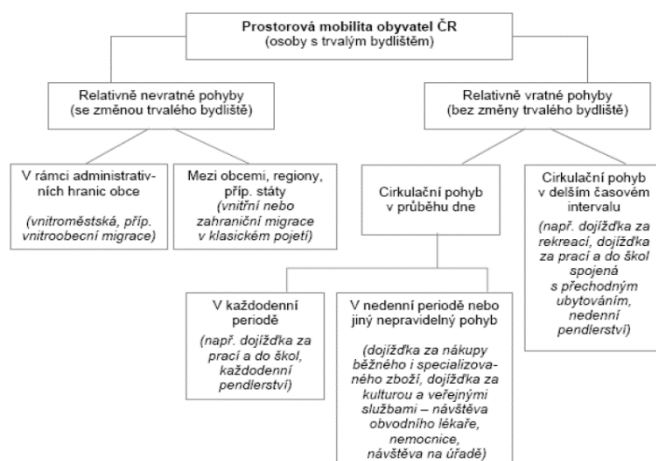 Prostorová mobilita obyvatel ČR
(osoby s trvalým bydlištěm)
Relativně nevratné pohyby
(se změnou trvalého bydliště)
Relativně vratné pohyby
(bez změny trvalého bydliště)
V rámci administrativ-
ních hranic obce
(vnitroměstská, příp.
vnitroobecní migrace)
Mezi obcemi, regiony,
příp. státy
(vnitřní nebo
zahraniční migrace
v klasickém pojetí)
Cirkulační pohyb
v průběhu dne
Cirkulační pohyb
v delším časovém
intervalu
(např. dojížďka za
rekreací, dojížďka
za prací a do škol
spojená
s přechodným
ubytováním,
nedenní
pendlerství)
V každodenní
periodě
(např. dojížďka za
prací a do škol,
každodenní
pendlerství)
V nedenní periodě nebo
jiný nepravidelný pohyb
(dojížďka za nákupy
běžného i specializova-
ného zboží, dojížďka za
kulturou a veřejnými
službami – návštěva
obvodního lékaře,
nemocnice,
návštěva na úřadě)